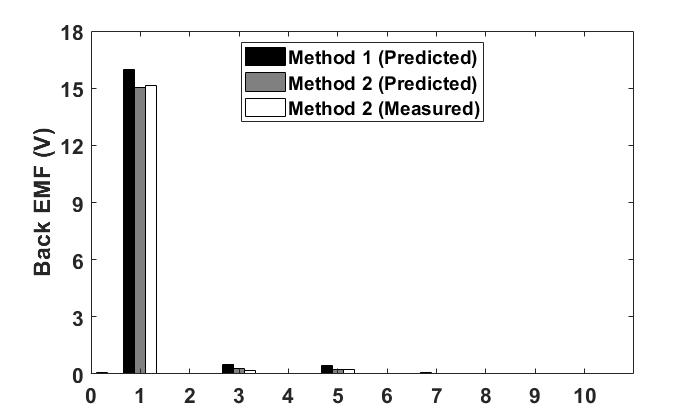 18
Method 1 (Predicted)
Method 2 (Predicted)
Method 2 (Measured)
15
12
9
6
3
0
Back EMF (V)
0 1 2 3 4 5 6 7 8 9 10